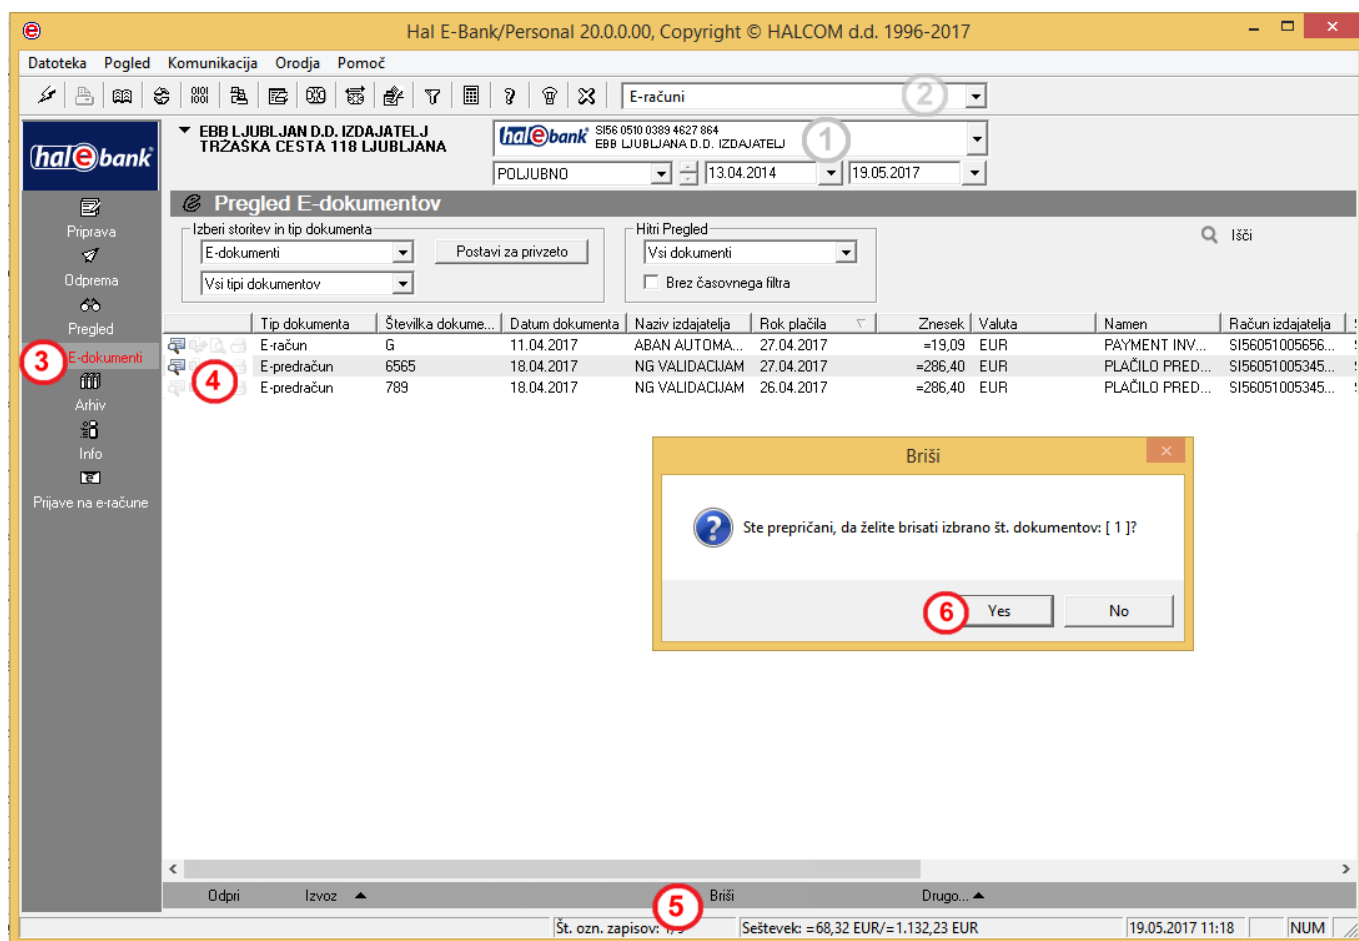 Hal E-Bank/Personal 20.0.0.00, Copyright © HALCOM d.d. 1996-2017
Datoteka Pogled Komunikacija Orodja Pomoč
E-računi 2
halebank
EBB LJUBLJAN D.D. IZDAJATELJ
TRŽAŠKA CESTA 118 LJUBLJANA
halebank SI56 0510 0389 4627 864
EBB LJUBLJANA D.D. IZDAJATELJ 1
POLJUBNO 13.04.2014 19.05.2017
Pregled E-dokumentov
Priprava
Odprema
Pregled
3 E-dokumenti
Arhiv
Info
Prijave na e-račune
Izberi storitev in tip dokumenta Hitri Pregled
E-dokumenti Postavi za privzeto Vsi dokumenti Išči
Vsi tipi dokumentov Brez časovnega filtra
Tip dokumenta Številka dokume... Datum dokumenta Naziv izdajatelja Rok plačila Znesek Valuta Namen Račun izdajatelja
E-račun G 11.04.2017 ABAN AUTOMA... 27.04.2017 =19,09 EUR PAYMENT INV... SI56051005656...
4 E-predračun 6565 18.04.2017 NG VALIDACIJAM 27.04.2017 =286,40 EUR PLAČILO PRED... SI56051005345...
E-predračun 789 18.04.2017 NG VALIDACIJAM 26.04.2017 =286,40 EUR PLAČILO PRED... SI56051005345...
Briši
Ste prepričani, da želite brisati izbrano št. dokumentov: [ 1 ]?
6 Yes No
Odpri Izvoz 5 Briši Drugo...
Št. ozn. zapisov: Seštevek: =68,32 EUR/=1.132,23 EUR 19.05.2017 11:18 NUM